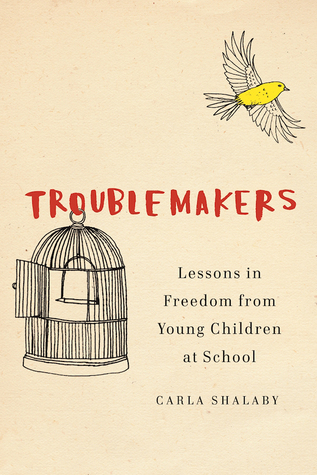 TROUBLEMAKERS
Lessons in
Freedom from
Young Children
at School
CARLA SHALABY